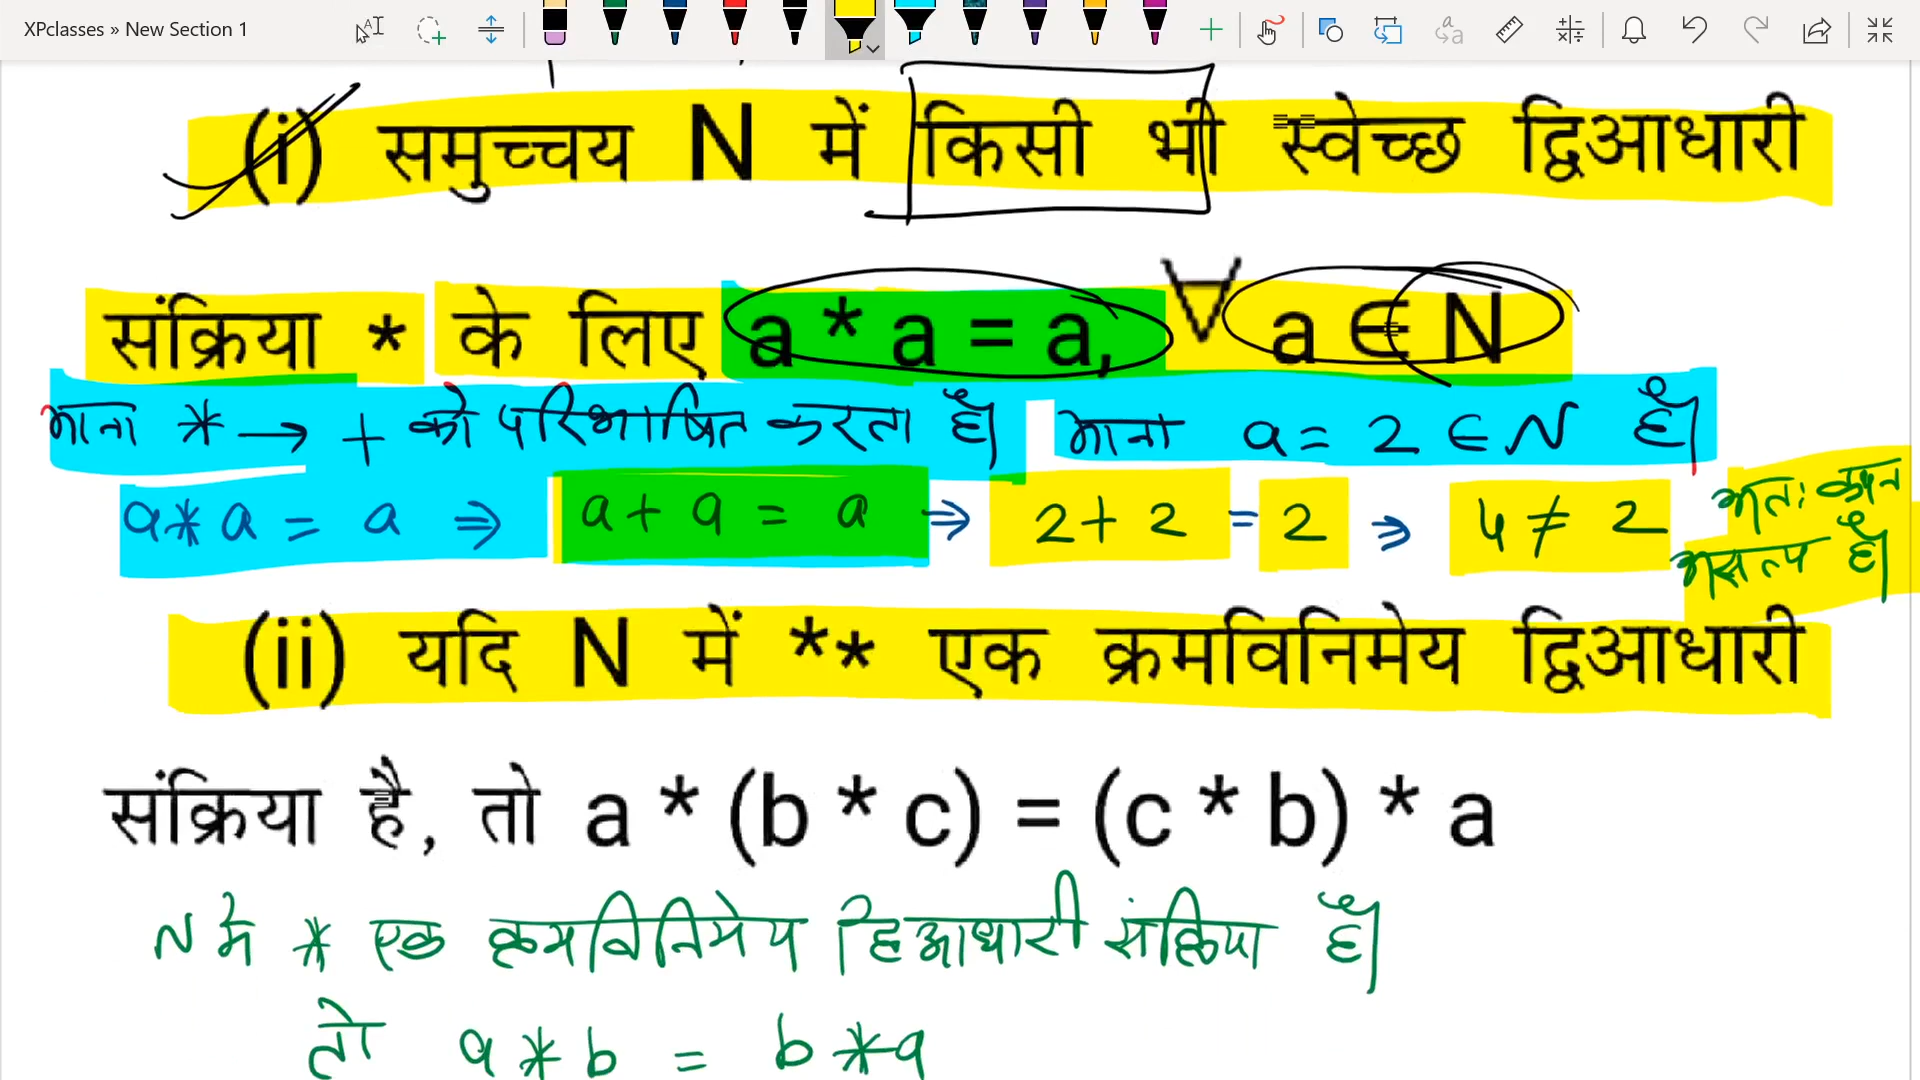 XPclasses » New Section 1
(i) समुच्चय N में किसी भी स्वेच्छ द्विआधारी
संक्रिया * के लिए a * a = a, ∀ a ∈ N
माना * → + को परिभाषित करता है। माना a = 2 ∈ N है।
a * a = a ⇒ a + a = a ⇒ 2 + 2 = 2 ⇒ 4 ≠ 2 अतः कथन
असत्य है।
(ii) यदि N में ** एक क्रमविनिमेय द्विआधारी
संक्रिया है, तो a * (b * c) = (c * b) * a
N में * एक क्रमविनिमेय द्विआधारी संक्रिया है।
तो a * b = b * a